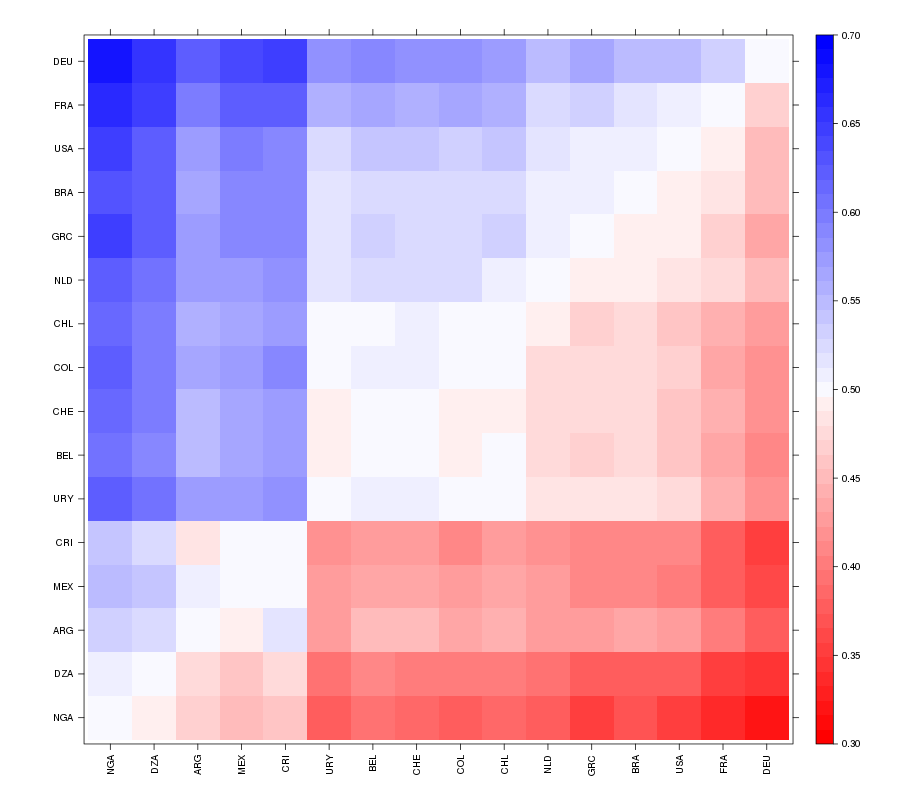 DEU
FRA
USA
BRA
GRC
NLD
CHL
COL
CHE
BEL
URY
CRI
MEX
ARG
DZA
NGA
NGA DZA ARG MEX CRI URY BEL CHE COL CHL NLD GRC BRA USA FRA DEU
0.70
0.65
0.60
0.55
0.50
0.45
0.40
0.35
0.30